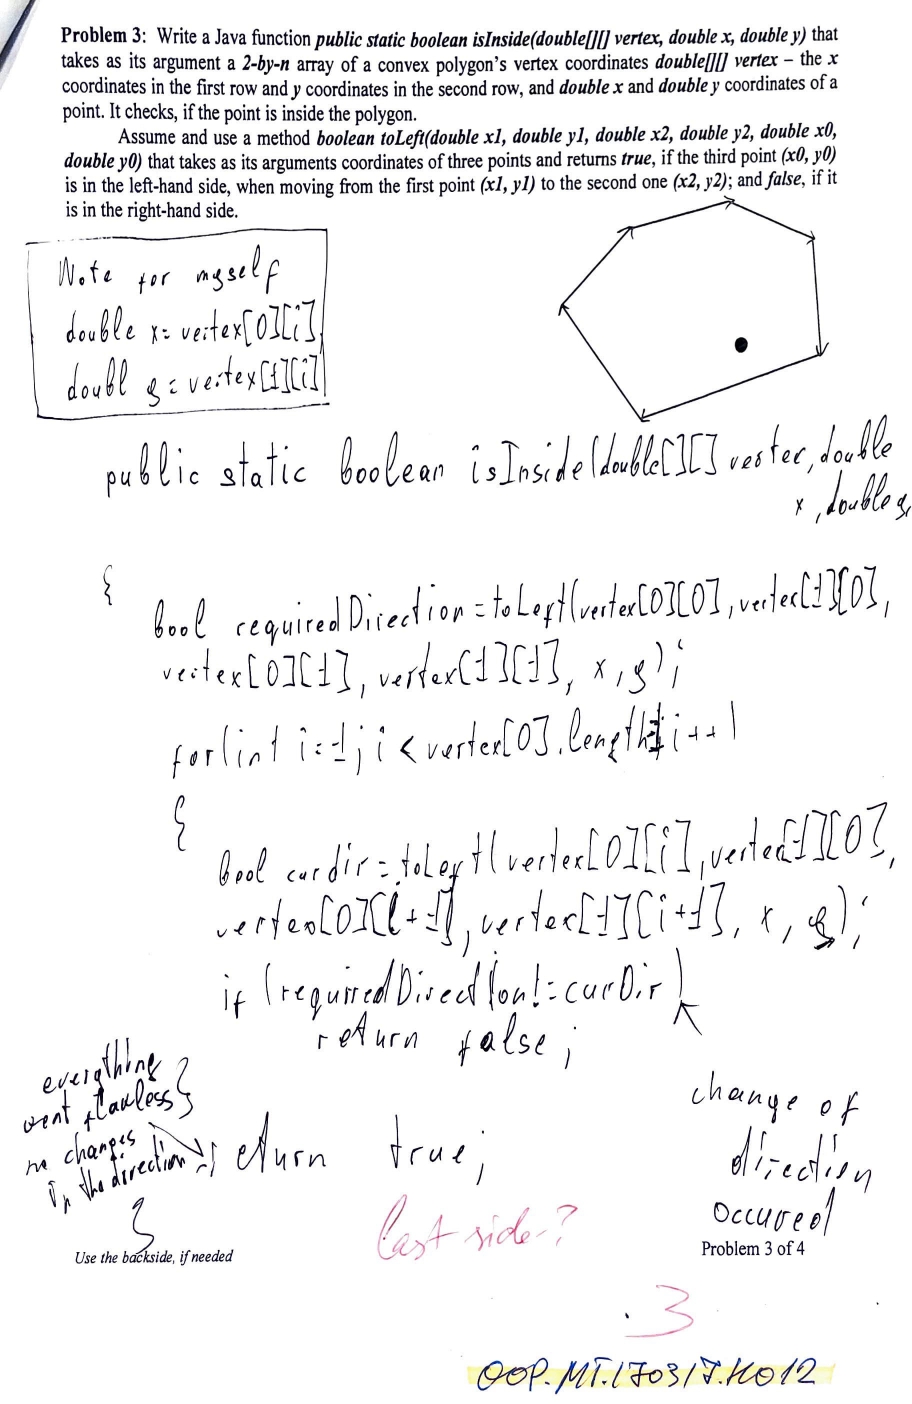 Problem 3: Write a Java function public static boolean isInside(double[][] vertex, double x, double y) that
takes as its argument a 2-by-n array of a convex polygon's vertex coordinates double[][] vertex – the x
coordinates in the first row and y coordinates in the second row, and double x and double y coordinates of a
point. It checks, if the point is inside the polygon.
Assume and use a method boolean toLeft(double x1, double y1, double x2, double y2, double x0,
double y0) that takes as its arguments coordinates of three points and returns true, if the third point (x0, y0)
is in the left-hand side, when moving from the first point (x1, y1) to the second one (x2, y2); and false, if it
is in the right-hand side.
Note for myself
double x = vertex[0][i]
doubl y = vertex[1][i]
public static boolean isInside(double[][] vertex, double
x, double y,
{
bool requiredDirection = toLeft(vertex[0][0], vertex[1][0],
vertex[0][1], vertex[1][1], x, y);
for(int i=1; i < vertex[0].length; i++)
{
bool curdir = toLeft(vertex[0][i], vertex[1][0],
vertex[0][i+1], vertex[1][i+1], x, y);
if (requiredDirection != curDir)
return false;
everything
went flawless
}
no changes
in the direction
return true;
}
change of
direction
occured
Last side?
Use the backside, if needed
Problem 3 of 4
3
OOP.MT.170317.H012